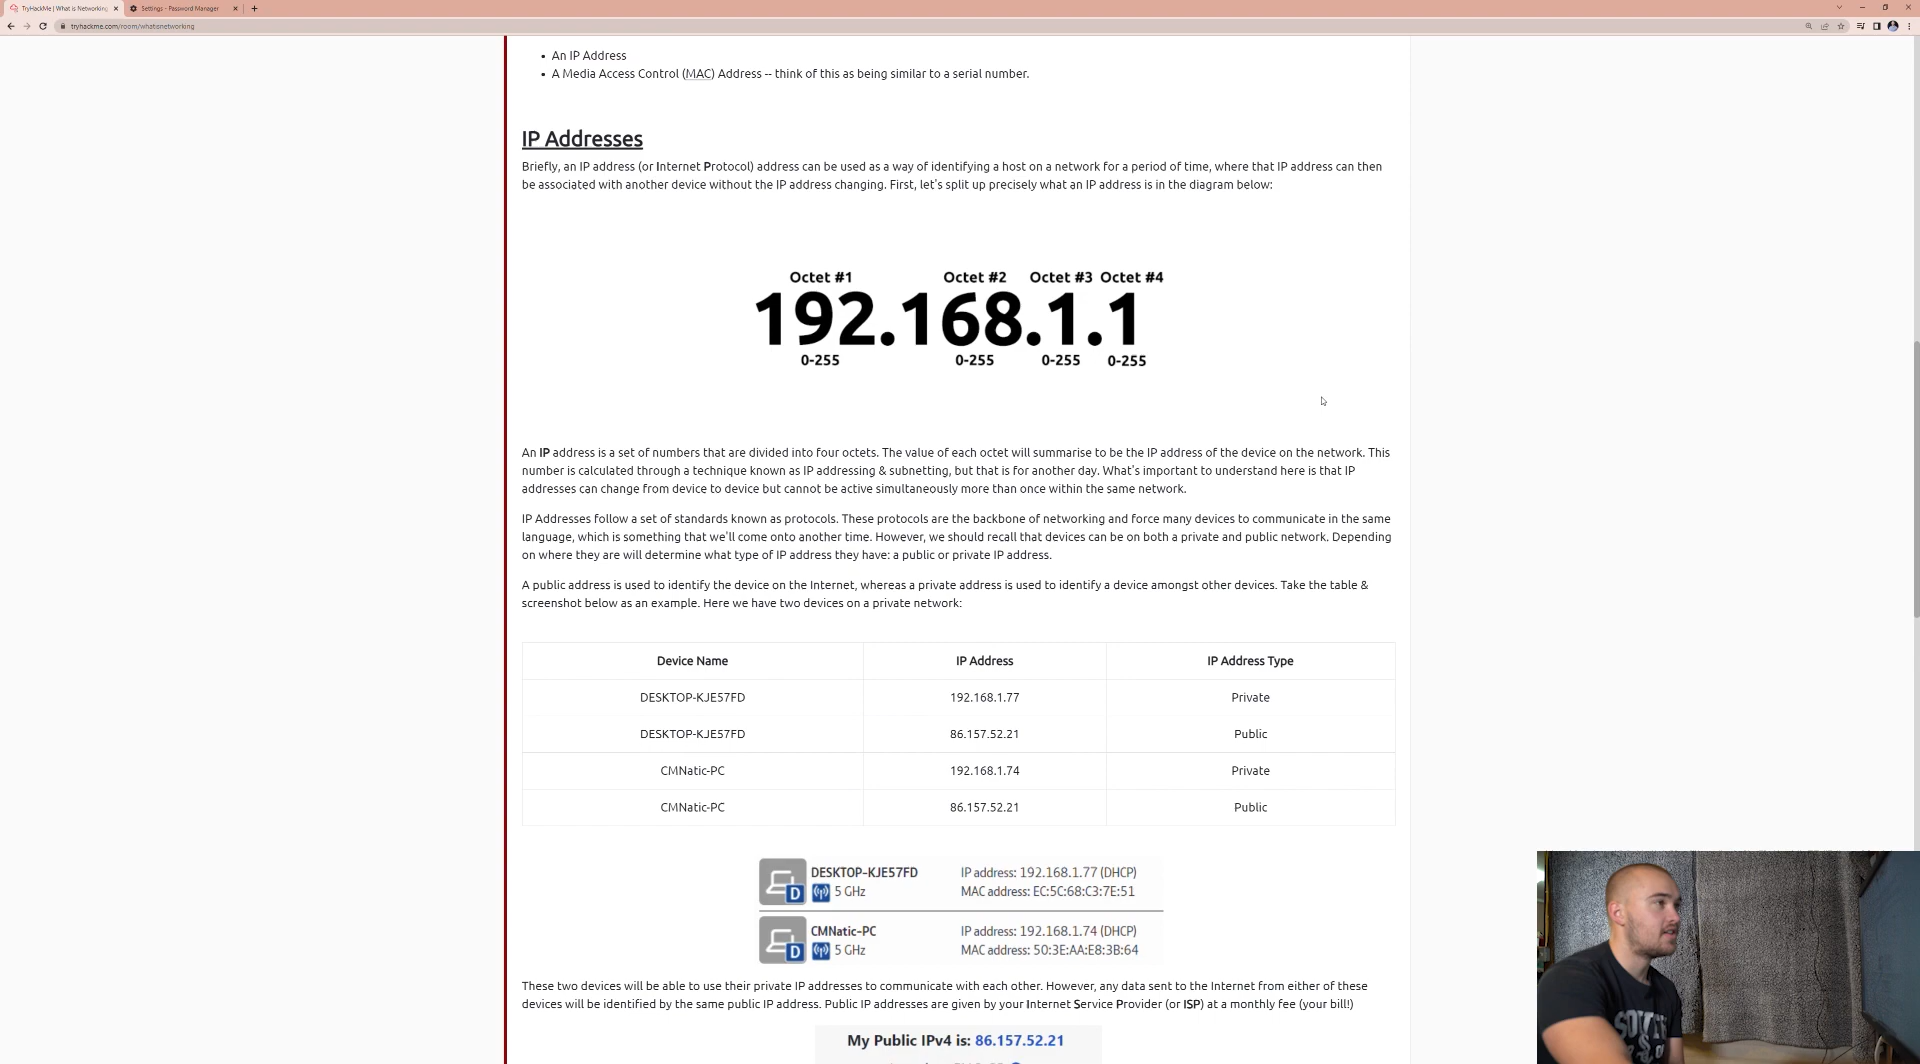 TryHackMe | What is Networking
Settings - Password Manager
tryhackme.com/room/whatisnetworking
• An IP Address
• A Media Access Control (MAC) Address -- think of this as being similar to a serial number.
IP Addresses
Briefly, an IP address (or Internet Protocol) address can be used as a way of identifying a host on a network for a period of time, where that IP address can then
be associated with another device without the IP address changing. First, let's split up precisely what an IP address is in the diagram below:
Octet #1 Octet #2 Octet #3 Octet #4
192.168.1.1
0-255 0-255 0-255 0-255
An IP address is a set of numbers that are divided into four octets. The value of each octet will summarise to be the IP address of the device on the network. This
number is calculated through a technique known as IP addressing & subnetting, but that is for another day. What's important to understand here is that IP
addresses can change from device to device but cannot be active simultaneously more than once within the same network.
IP Addresses follow a set of standards known as protocols. These protocols are the backbone of networking and force many devices to communicate in the same
language, which is something that we'll come onto another time. However, we should recall that devices can be on both a private and public network. Depending
on where they are will determine what type of IP address they have: a public or private IP address.
A public address is used to identify the device on the Internet, whereas a private address is used to identify a device amongst other devices. Take the table &
screenshot below as an example. Here we have two devices on a private network:
Device Name IP Address IP Address Type
DESKTOP-KJE57FD 192.168.1.77 Private
DESKTOP-KJE57FD 86.157.52.21 Public
CMNatic-PC 192.168.1.74 Private
CMNatic-PC 86.157.52.21 Public
DESKTOP-KJE57FD IP address: 192.168.1.77 (DHCP)
D 5 GHz MAC address: EC:5C:68:C3:7E:51
CMNatic-PC IP address: 192.168.1.74 (DHCP)
D 5 GHz MAC address: 50:3E:AA:E8:3B:64
These two devices will be able to use their private IP addresses to communicate with each other. However, any data sent to the Internet from either of these
devices will be identified by the same public IP address. Public IP addresses are given by your Internet Service Provider (or ISP) at a monthly fee (your bill!)
My Public IPv4 is: 86.157.52.21